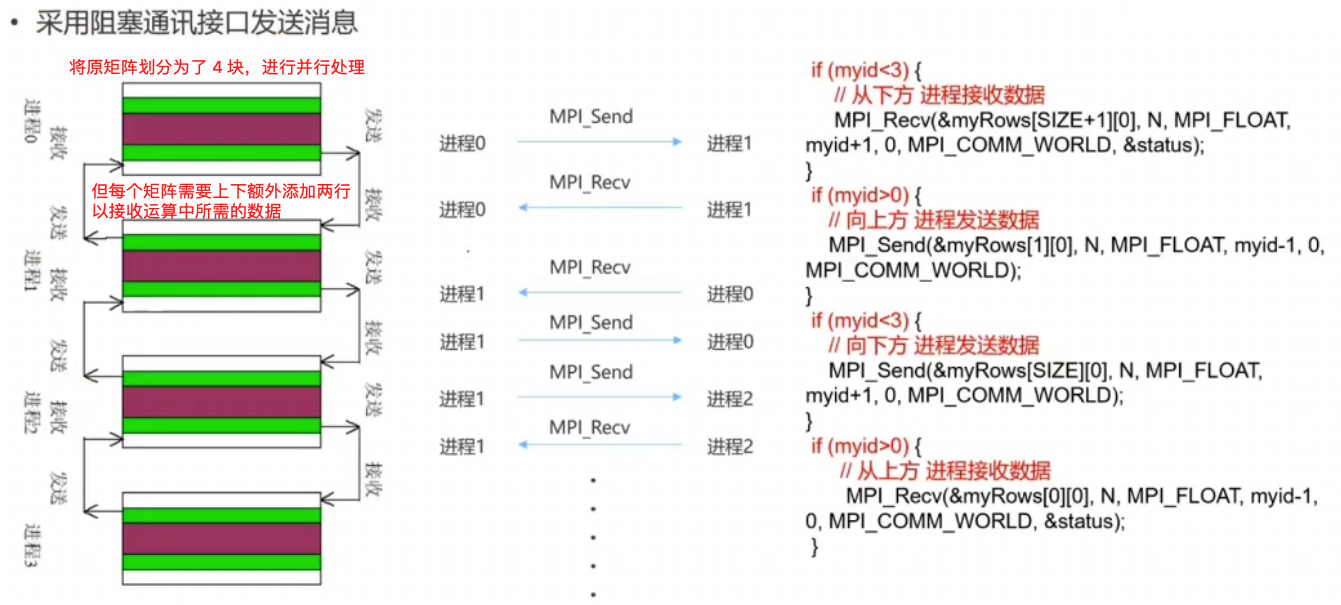 • 采用阻塞通讯接口发送消息
将原矩阵划分为了 4 块，进行并行处理
进程0
接收
发送
但每个矩阵需要上下额外添加两行
以接收运算中所需的数据
接收
发送
进程1
接收
发送
接收
发送
进程2
接收
发送
接收
发送
进程3
MPI_Send
进程0
进程1
MPI_Recv
进程0
进程1
MPI_Recv
进程1
进程0
MPI_Send
进程1
进程0
MPI_Send
进程1
进程2
MPI_Recv
进程1
进程2
if (myid<3) {
// 从下方 进程接收数据
MPI_Recv(&myRows[SIZE+1][0], N, MPI_FLOAT,
myid+1, 0, MPI_COMM_WORLD, &status);
}
if (myid>0) {
// 向上方 进程发送数据
MPI_Send(&myRows[1][0], N, MPI_FLOAT, myid-1, 0,
MPI_COMM_WORLD);
}
if (myid<3) {
// 向下方 进程发送数据
MPI_Send(&myRows[SIZE][0], N, MPI_FLOAT,
myid+1, 0, MPI_COMM_WORLD);
}
if (myid>0) {
// 从上方 进程接收数据
MPI_Recv(&myRows[0][0], N, MPI_FLOAT, myid-1,
0, MPI_COMM_WORLD, &status);
}